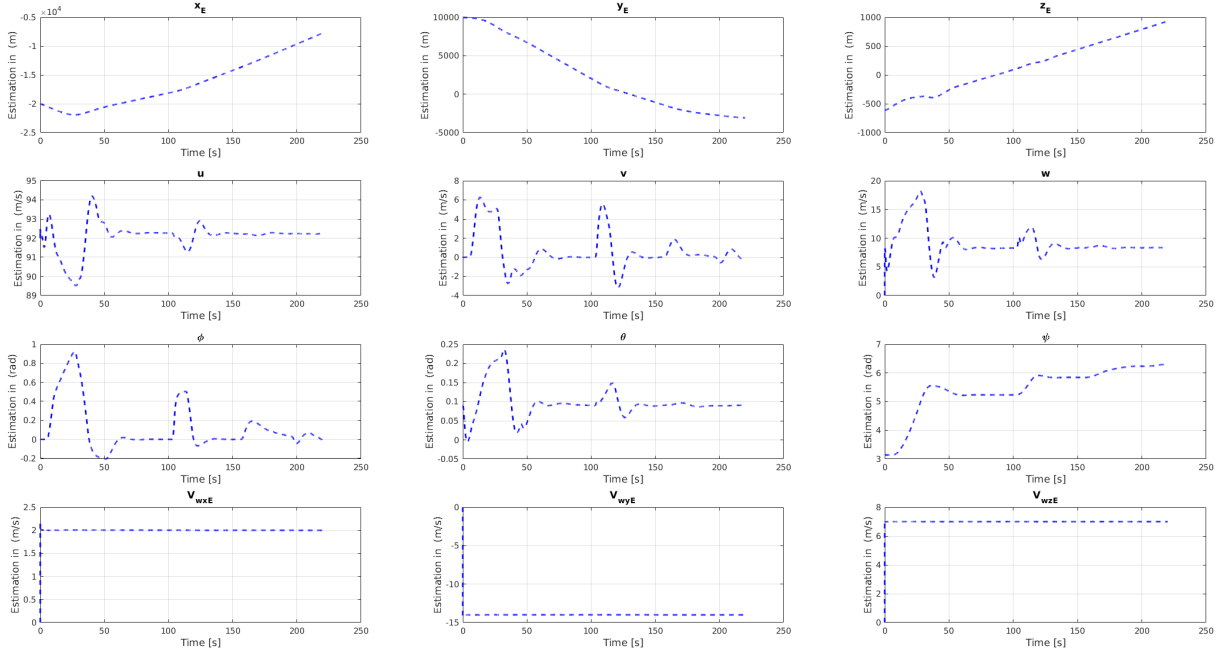 x_E
Estimation in (m)
×10^4
-0.5
-1
-1.5
-2
-2.5
0 50 100 150 200 250
Time [s]
y_E
Estimation in (m)
10000
5000
0
-5000
0 50 100 150 200 250
Time [s]
z_E
Estimation in (m)
1000
500
0
-500
-1000
0 50 100 150 200 250
Time [s]
u
Estimation in (m/s)
95
94
93
92
91
90
89
0 50 100 150 200 250
Time [s]
v
Estimation in (m/s)
8
6
4
2
0
-2
-4
0 50 100 150 200 250
Time [s]
w
Estimation in (m/s)
20
15
10
5
0
0 50 100 150 200 250
Time [s]
ϕ
Estimation in (rad)
1
0.8
0.6
0.4
0.2
0
-0.2
0 50 100 150 200 250
Time [s]
θ
Estimation in (rad)
0.25
0.2
0.15
0.1
0.05
0
-0.05
0 50 100 150 200 250
Time [s]
ψ
Estimation in (rad)
7
6
5
4
3
0 50 100 150 200 250
Time [s]
V_wxE
Estimation in (m/s)
2.5
2
1.5
1
0.5
0
0 50 100 150 200 250
Time [s]
V_wyE
Estimation in (m/s)
0
-5
-10
-15
0 50 100 150 200 250
Time [s]
V_wzE
Estimation in (m/s)
8
6
4
2
0
0 50 100 150 200 250
Time [s]